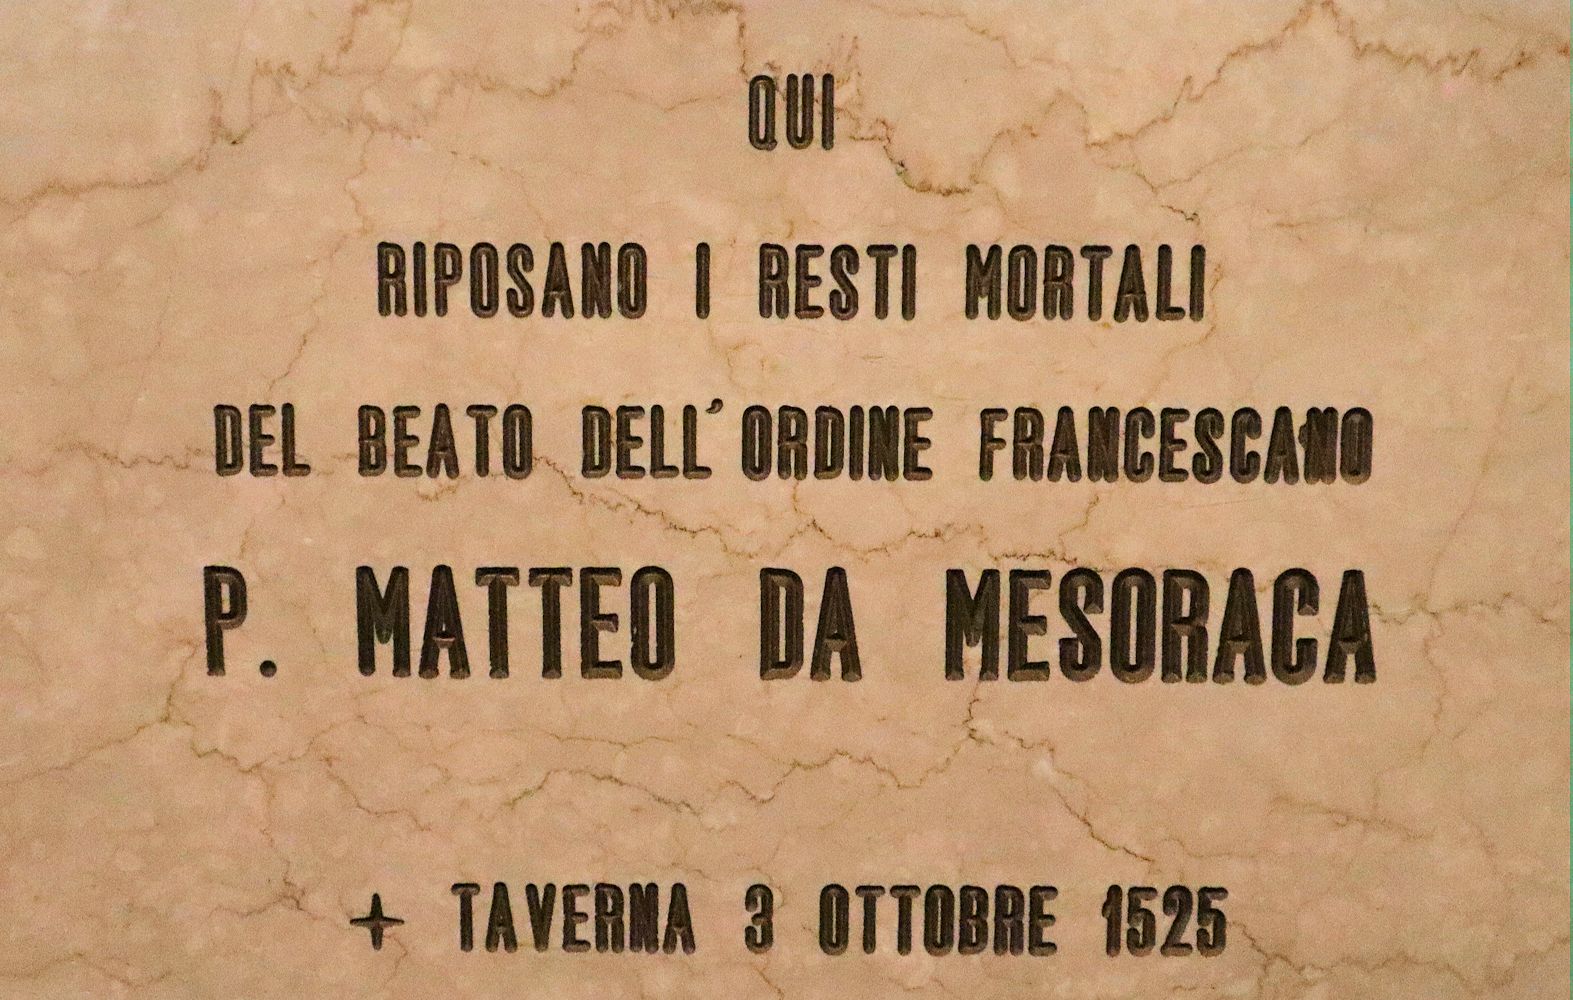 QUI
RIPOSANO I RESTI MORTALI
DEL BEATO DELL'ORDINE FRANCESCANO
P. MATTEO DA MESORACA
+ TAVERNA 3 OTTOBRE 1525